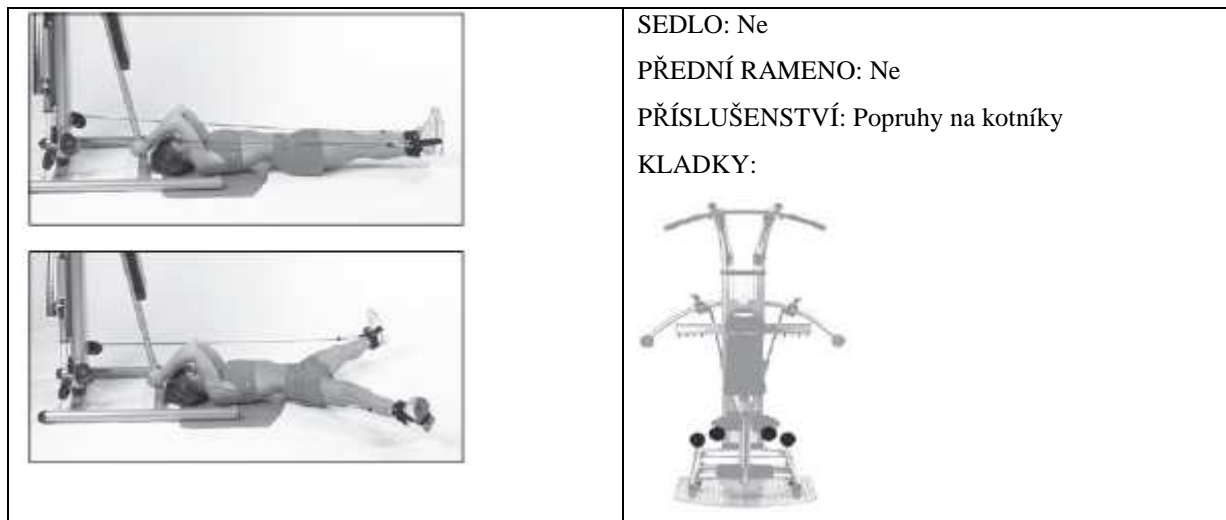 SEDLO: Ne
PŘEDNÍ RAMENO: Ne
PŘÍSLUŠENSTVÍ: Popruhy na kotníky
KLADKY: